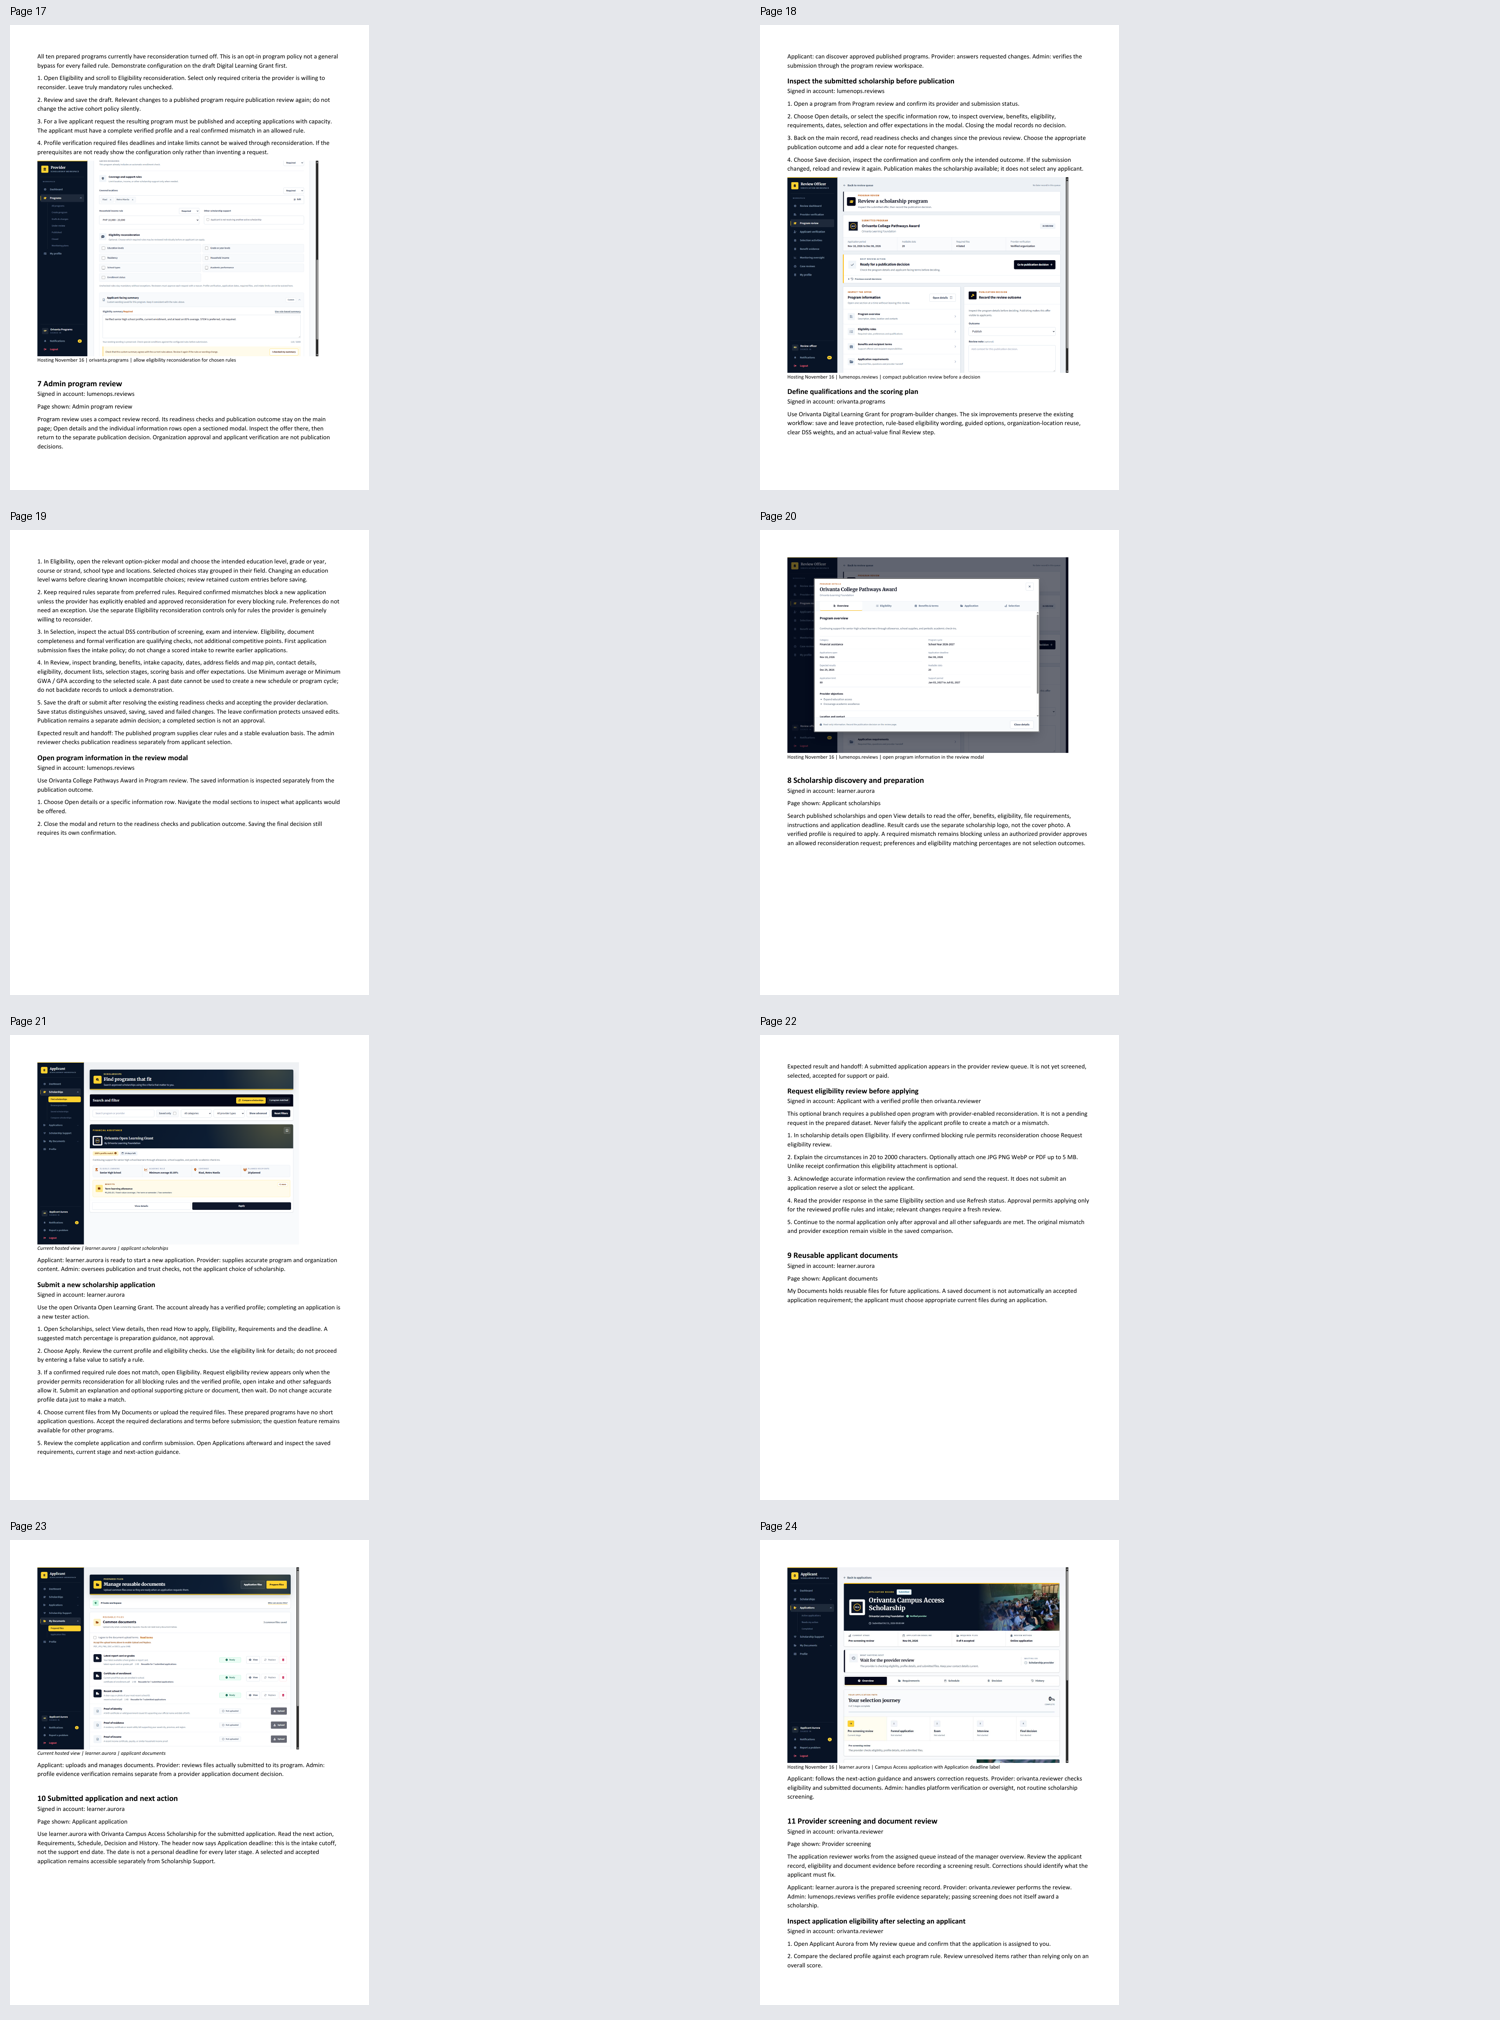 Page 17
All ten prepared programs currently have reconsideration turned off. This is an opt-in program policy not a general
bypass for every failed rule. Demonstrate configuration on the draft Digital Learning Grant first.
1. Open Eligibility and scroll to Eligibility reconsideration. Select only required criteria the provider is willing to
reconsider. Leave truly mandatory rules unchecked.
2. Review and save the draft. Relevant changes to a published program require publication review again; do not
change the active cohort policy silently.
3. For a live applicant request the resulting program must be published and accepting applications with capacity.
The applicant must have a complete verified profile and a real confirmed mismatch in an allowed rule.
4. Profile verification required files deadlines and intake limits cannot be waived through reconsideration. If the
prerequisites are not ready show the configuration only rather than inventing a request.
Provider
Coverage and support rules
Eligibility reconsideration
Applicant-facing summary
Hosting November 16 | orivanta.programs | allow eligibility reconsideration for chosen rules
7 Admin program review
Signed in account: lumenops.reviews
Page shown: Admin program review
Program review uses a compact review record. Its readiness checks and publication outcome stay on the main
page; Open details and the individual information rows open a sectioned modal. Inspect the offer there, then
return to the separate publication decision. Organization approval and applicant verification are not publication
decisions.
Page 18
Applicant: can discover approved published programs. Provider: answers requested changes. Admin: verifies the
submission through the program review workspace.
Inspect the submitted scholarship before publication
Signed in account: lumenops.reviews
1. Open a program from Program review and confirm its provider and submission status.
2. Choose Open details, or select the specific information row, to inspect overview, benefits, eligibility,
requirements, dates, selection and offer expectations in the modal. Closing the modal records no decision.
3. Back on the main record, read readiness checks and changes since the previous review. Choose the appropriate
publication outcome and add a clear note for requested changes.
4. Choose Save decision, inspect the confirmation and confirm only the intended outcome. If the submission
changed, reload and review it again. Publication makes the scholarship available; it does not select any applicant.
Review Officer
Review a scholarship program
Orivanta College Pathways Award
Ready for a publication decision
Program information
Record the review outcome
Program overview
Eligibility rules
Application requirements
Hosting November 16 | lumenops.reviews | compact publication review before a decision
Define qualifications and the scoring plan
Signed in account: orivanta.programs
Use Orivanta Digital Learning Grant for program-builder changes. The six improvements preserve the existing
workflow: save and leave protection, rule-based eligibility wording, guided options, organization-location reuse,
clear DSS weights, and an actual-value final Review step.
Page 19
1. In Eligibility, open the relevant option-picker modal and choose the intended education level, grade or year,
course or strand, school type and locations. Selected choices stay grouped in their field. Changing an education
level warns before clearing known incompatible choices; review retained custom entries before saving.
2. Keep required rules separate from preferred rules. Required confirmed mismatches block a new application
unless the provider has explicitly enabled and approved reconsideration for every blocking rule. Preferences do not
need an exception. Use the separate Eligibility reconsideration controls only for rules the provider is genuinely
willing to reconsider.
3. In Selection, inspect the actual DSS contribution of screening, exam and interview. Eligibility, document
completeness and formal verification are qualifying checks, not additional competitive points. First application
submission fixes the intake policy; do not change a scored intake to rewrite earlier applications.
4. In Review, inspect branding, benefits, intake capacity, dates, address fields and map pin, contact details,
eligibility, document lists, selection stages, scoring basis and offer expectations. Use Minimum average or Minimum
GWA / GPA according to the selected scale. A past date cannot be used to create a new schedule or program cycle;
do not backdate records to unlock a demonstration.
5. Save the draft or submit after resolving the existing readiness checks and accepting the provider declaration.
Save status distinguishes unsaved, saving, saved and failed changes. The leave confirmation protects unsaved edits.
Publication remains a separate admin decision; a completed section is not an approval.
Expected result and handoff: The published program supplies clear rules and a stable evaluation basis. The admin
reviewer checks publication readiness separately from applicant selection.
Open program information in the review modal
Signed in account: lumenops.reviews
Use Orivanta College Pathways Award in Program review. The saved information is inspected separately from the
publication outcome.
1. Choose Open details or a specific information row. Navigate the modal sections to inspect what applicants would
be offered.
2. Close the modal and return to the readiness checks and publication outcome. Saving the final decision still
requires its own confirmation.
Page 20
Review Officer
Orivanta College Pathways Award
Overview
Eligibility
Program overview
Hosting November 16 | lumenops.reviews | open program information in the review modal
8 Scholarship discovery and preparation
Signed in account: learner.aurora
Page shown: Applicant scholarships
Search published scholarships and open View details to read the offer, benefits, eligibility, file requirements,
instructions and application deadline. Result cards use the separate scholarship logo, not the cover photo. A
verified profile is required to apply. A required mismatch remains blocking unless an authorized provider approves
an allowed reconsideration request; preferences and eligibility matching percentages are not selection outcomes.
Page 21
Applicant
Find programs that fit
Search and filter
Orivanta Open Learning Grant
Apply
Current hosted view | learner.aurora | applicant scholarships
Applicant: learner.aurora is ready to start a new application. Provider: supplies accurate program and organization
content. Admin: oversees publication and trust checks, not the applicant choice of scholarship.
Submit a new scholarship application
Signed in account: learner.aurora
Use the open Orivanta Open Learning Grant. The account already has a verified profile; completing an application is
a new tester action.
1. Open Scholarships, select View details, then read How to apply, Eligibility, Requirements and the deadline. A
suggested match percentage is preparation guidance, not approval.
2. Choose Apply. Review the current profile and eligibility checks. Use the eligibility link for details; do not proceed
by entering a false value to satisfy a rule.
3. If a confirmed required rule does not match, open Eligibility. Request eligibility review appears only when the
provider permits reconsideration for all blocking rules and the verified profile, open intake and other safeguards
allow it. Submit an explanation and optional supporting picture or document, then wait. Do not change accurate
profile data just to make a match.
4. Choose current files from My Documents or upload the required files. These prepared programs have no short
application questions. Accept the required declarations and terms before submission; the question feature remains
available for other programs.
5. Review the complete application and confirm submission. Open Applications afterward and inspect the saved
requirements, current stage and next-action guidance.
Page 22
Expected result and handoff: A submitted application appears in the provider review queue. It is not yet screened,
selected, accepted for support or paid.
Request eligibility review before applying
Signed in account: Applicant with a verified profile then orivanta.reviewer
This optional branch requires a published open program with provider-enabled reconsideration. It is not a pending
request in the prepared dataset. Never falsify the applicant profile to create a match or a mismatch.
1. In scholarship details open Eligibility. If every confirmed blocking rule permits reconsideration choose Request
eligibility review.
2. Explain the circumstances in 20 to 2000 characters. Optionally attach one JPG PNG WebP or PDF up to 5 MB.
Unlike receipt confirmation this eligibility attachment is optional.
3. Acknowledge accurate information review the confirmation and send the request. It does not submit an
application reserve a slot or select the applicant.
4. Read the provider response in the same Eligibility section and use Refresh status. Approval permits applying only
for the reviewed profile rules and intake; relevant changes require a fresh review.
5. Continue to the normal application only after approval and all other safeguards are met. The original mismatch
and provider exception remain visible in the saved comparison.
9 Reusable applicant documents
Signed in account: learner.aurora
Page shown: Applicant documents
My Documents holds reusable files for future applications. A saved document is not automatically an accepted
application requirement; the applicant must choose appropriate current files during an application.
Page 23
Applicant
Manage reusable documents
Common documents
Current hosted view | learner.aurora | applicant documents
Applicant: uploads and manages documents. Provider: reviews files actually submitted to its program. Admin:
profile evidence verification remains separate from a provider application document decision.
10 Submitted application and next action
Signed in account: learner.aurora
Page shown: Applicant application
Use learner.aurora with Orivanta Campus Access Scholarship for the submitted application. Read the next action,
Requirements, Schedule, Decision and History. The header now says Application deadline: this is the intake cutoff,
not the support end date. The date is not a personal deadline for every later stage. A selected and accepted
application remains accessible separately from Scholarship Support.
Page 24
Applicant
Orivanta Campus Access
Scholarship
Wait for the provider review
Your selection journey
0%
Hosting November 16 | learner.aurora | Campus Access application with Application deadline label
Applicant: follows the next-action guidance and answers correction requests. Provider: orivanta.reviewer checks
eligibility and submitted documents. Admin: handles platform verification or oversight, not routine scholarship
screening.
11 Provider screening and document review
Signed in account: orivanta.reviewer
Page shown: Provider screening
The application reviewer works from the assigned queue instead of the manager overview. Review the applicant
record, eligibility and document evidence before recording a screening result. Corrections should identify what the
applicant must fix.
Applicant: learner.aurora is the prepared screening record. Provider: orivanta.reviewer performs the review.
Admin: lumenops.reviews verifies profile evidence separately; passing screening does not itself award a
scholarship.
Inspect application eligibility after selecting an applicant
Signed in account: orivanta.reviewer
1. Open Applicant Aurora from My review queue and confirm that the application is assigned to you.
2. Compare the declared profile against each program rule. Review unresolved items rather than relying only on an
overall score.